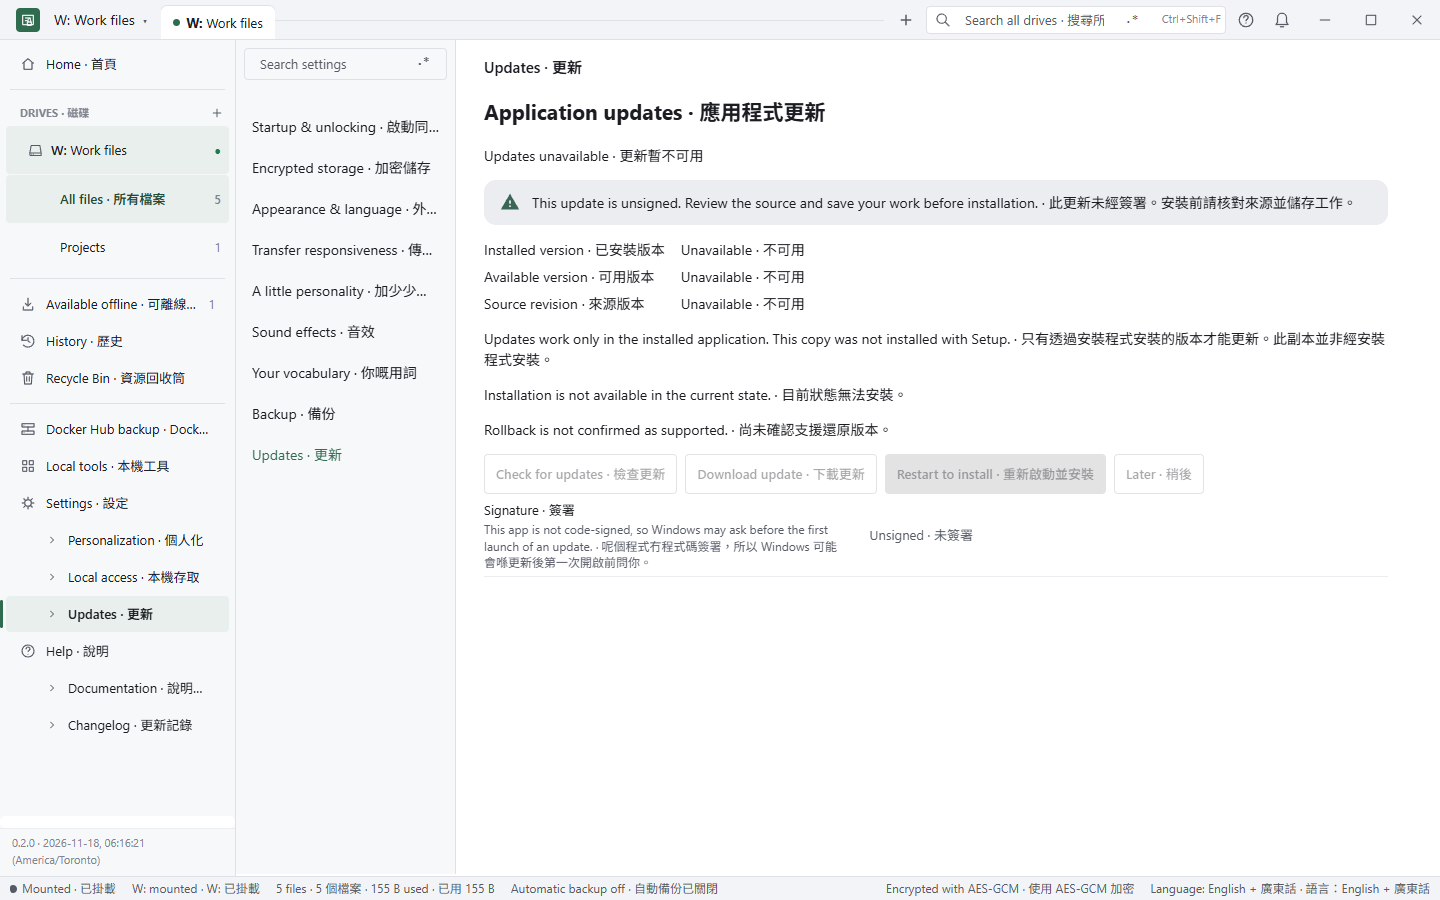 W: Work files
W: Work files
Search all drives · 搜尋所 .* Ctrl+Shift+F
Home · 首頁
DRIVES · 磁碟
W: Work files
All files · 所有檔案 5
Projects 1
Available offline · 可離線... 1
History · 歷史
Recycle Bin · 資源回收筒
Docker Hub backup · Dock...
Local tools · 本機工具
Settings · 設定
Personalization · 個人化
Local access · 本機存取
Updates · 更新
Help · 說明
Documentation · 說明...
Changelog · 更新記錄
0.2.0 · 2026-11-18, 06:16:21
(America/Toronto)
Search settings .*
Startup & unlocking · 啟動同...
Encrypted storage · 加密儲存
Appearance & language · 外...
Transfer responsiveness · 傳...
A little personality · 加少少...
Sound effects · 音效
Your vocabulary · 你嘅用詞
Backup · 備份
Updates · 更新
Updates · 更新
Application updates · 應用程式更新
Updates unavailable · 更新暫不可用
This update is unsigned. Review the source and save your work before installation. · 此更新未經簽署。安裝前請核對來源並儲存工作。
Installed version · 已安裝版本 Unavailable · 不可用
Available version · 可用版本 Unavailable · 不可用
Source revision · 來源版本 Unavailable · 不可用
Updates work only in the installed application. This copy was not installed with Setup. · 只有透過安裝程式安裝的版本才能更新。此副本並非經安裝
程式安裝。
Installation is not available in the current state. · 目前狀態無法安裝。
Rollback is not confirmed as supported. · 尚未確認支援還原版本。
Check for updates · 檢查更新 Download update · 下載更新 Restart to install · 重新啟動並安裝 Later · 稍後
Signature · 簽署
This app is not code-signed, so Windows may ask before the first
launch of an update. · 呢個程式冇程式碼簽署，所以 Windows 可能
會喺更新後第一次開啟前問你。
Unsigned · 未簽署
Mounted · 已掛載 W: mounted · W: 已掛載 5 files · 5 個檔案 · 155 B used · 已用 155 B Automatic backup off · 自動備份已關閉 Encrypted with AES-GCM · 使用 AES-GCM 加密 Language: English + 廣東話 · 語言：English + 廣東話